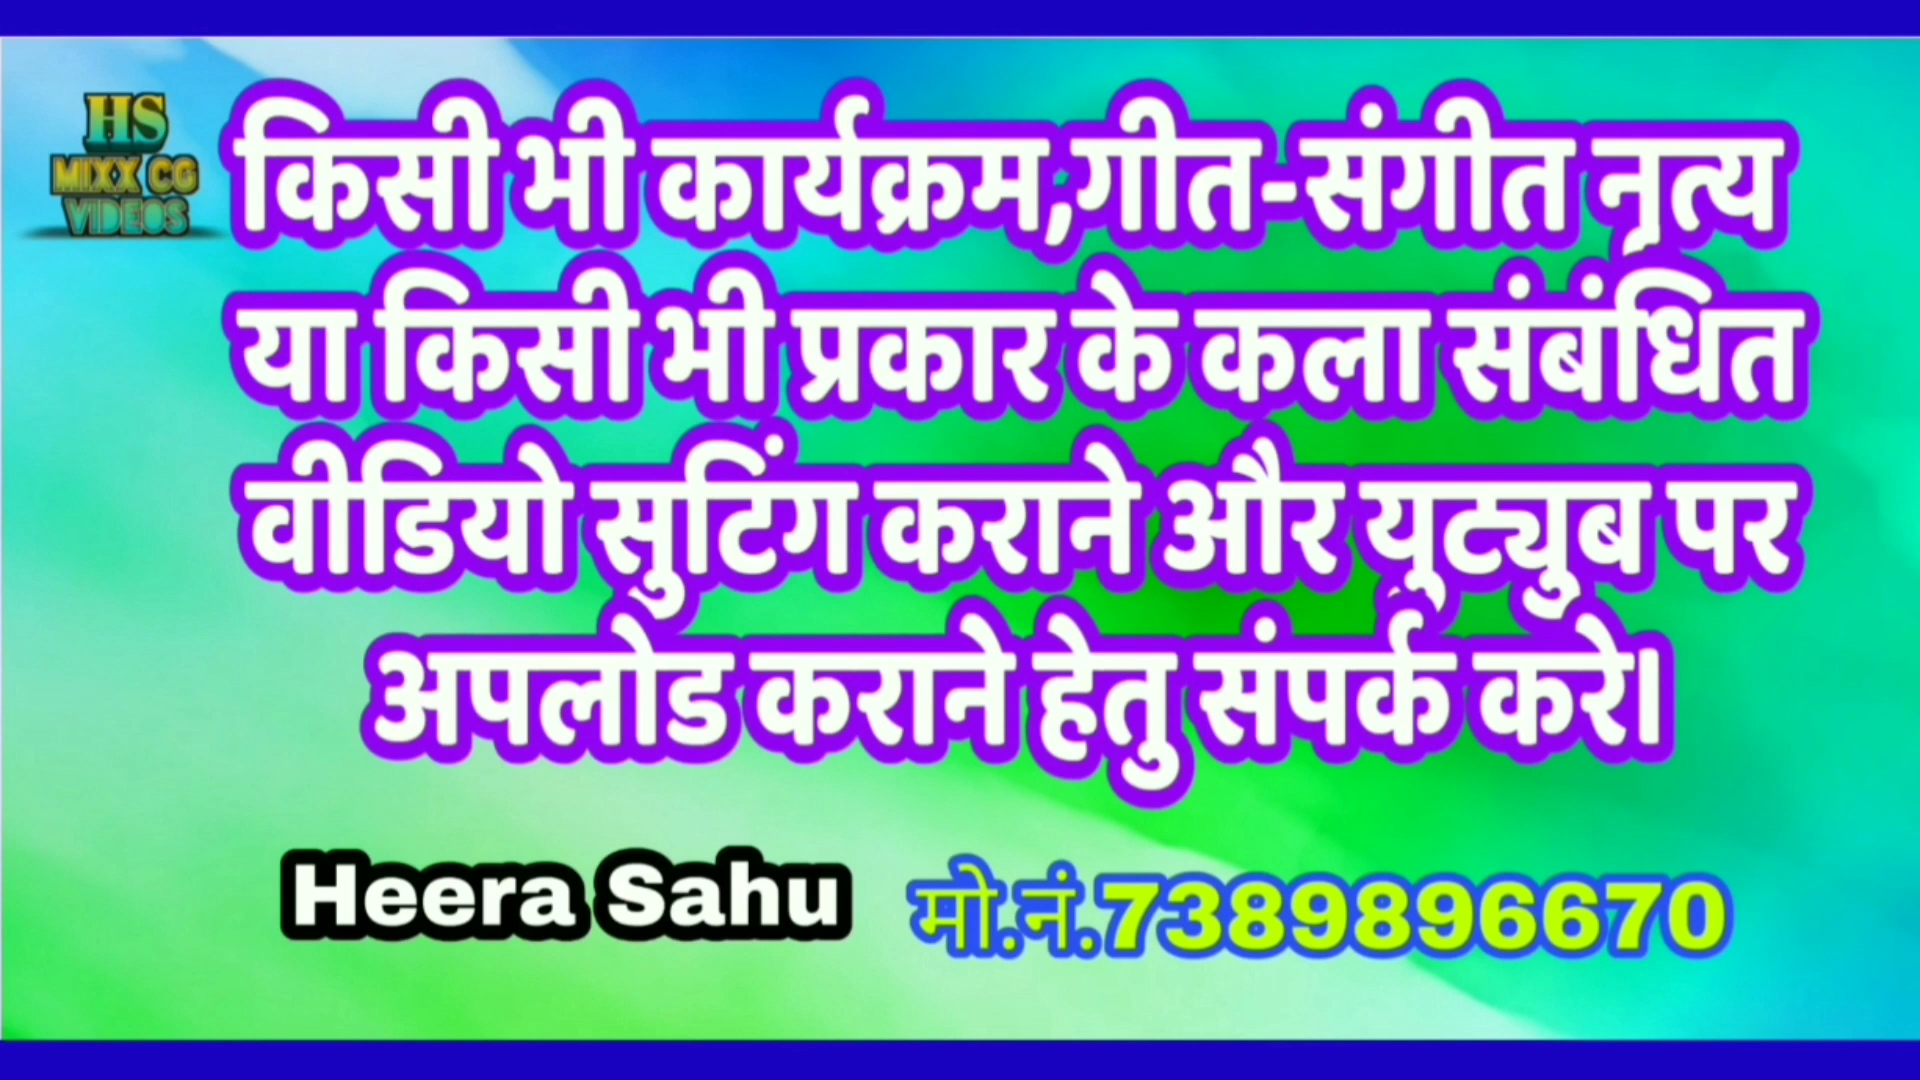 HS
MIXX CG
VIDEOS
किसी भी कार्यक्रम,गीत-संगीत नृत्य
या किसी भी प्रकार के कला संबंधित
वीडियो सुटिंग कराने और युट्युब पर
अपलोड कराने हेतु संपर्क करे।
Heera Sahu मो.नं.7389896670